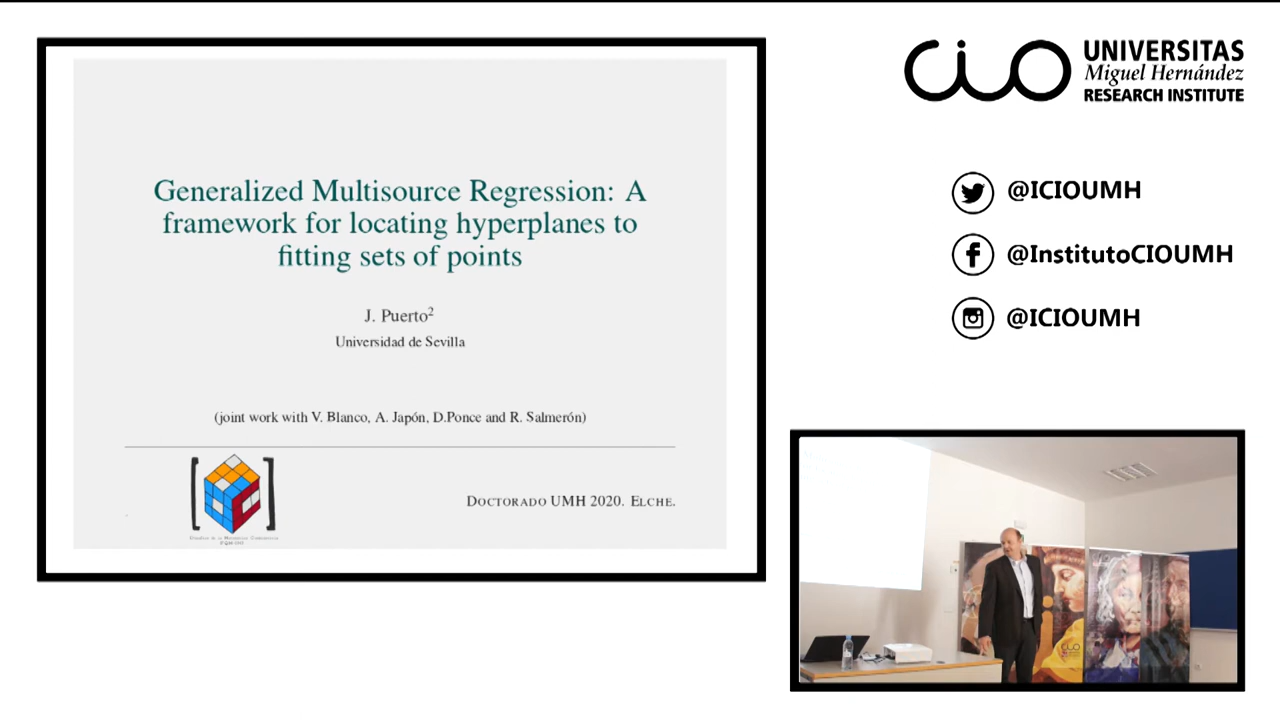 Generalized Multisource Regression: A
framework for locating hyperplanes to
fitting sets of points
J. Puerto2
Universidad de Sevilla
(joint work with V. Blanco, A. Japón, D.Ponce and R. Salmerón)
DOCTORADO UMH 2020. ELCHE.
CIO
UNIVERSITAS
Miguel Hernández
RESEARCH INSTITUTE
@ICIOUMH
@InstitutoCIOUMH
@ICIOUMH